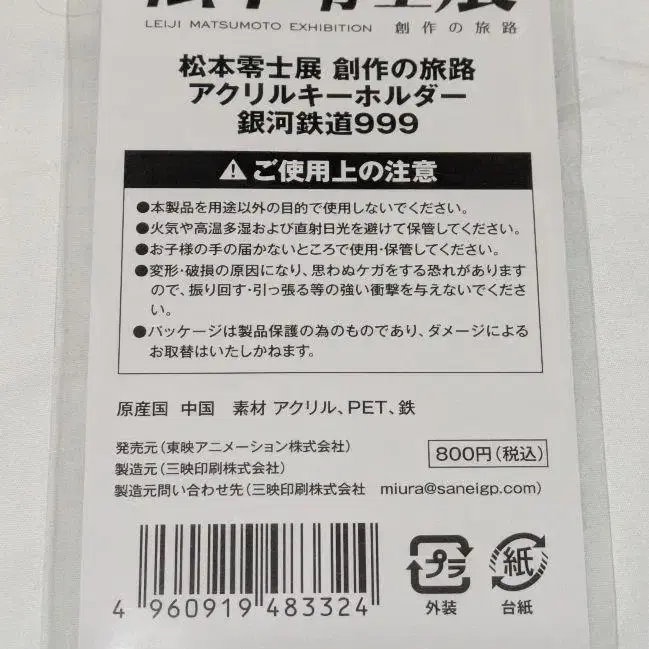 松本零士展
LEIJI MATSUMOTO EXHIBITION 創作の旅路
松本零士展 創作の旅路
アクリルキーホルダー
銀河鉄道999
ご使用上の注意
●本製品を用途以外の目的で使用しないでください。
●火気や高温多湿および直射日光を避けて保管してください。
●お子様の手の届かないところで使用・保管してください。
●変形・破損の原因になり、思わぬケガをする恐れがあります
ので、振り回す・引っ張る等の強い衝撃を与えないでくださ
い。
●パッケージは製品保護の為のものであり、ダメージによる
お取替はいたしかねます。
原産国 中国 素材 アクリル、PET、鉄
発売元(東映アニメーション株式会社)
800円(税込)
製造元(三映印刷株式会社)
製造元問い合わせ先(三映印刷株式会社 miura@saneigp.com)
4 960919 483324
プラ
外装
紙
台紙